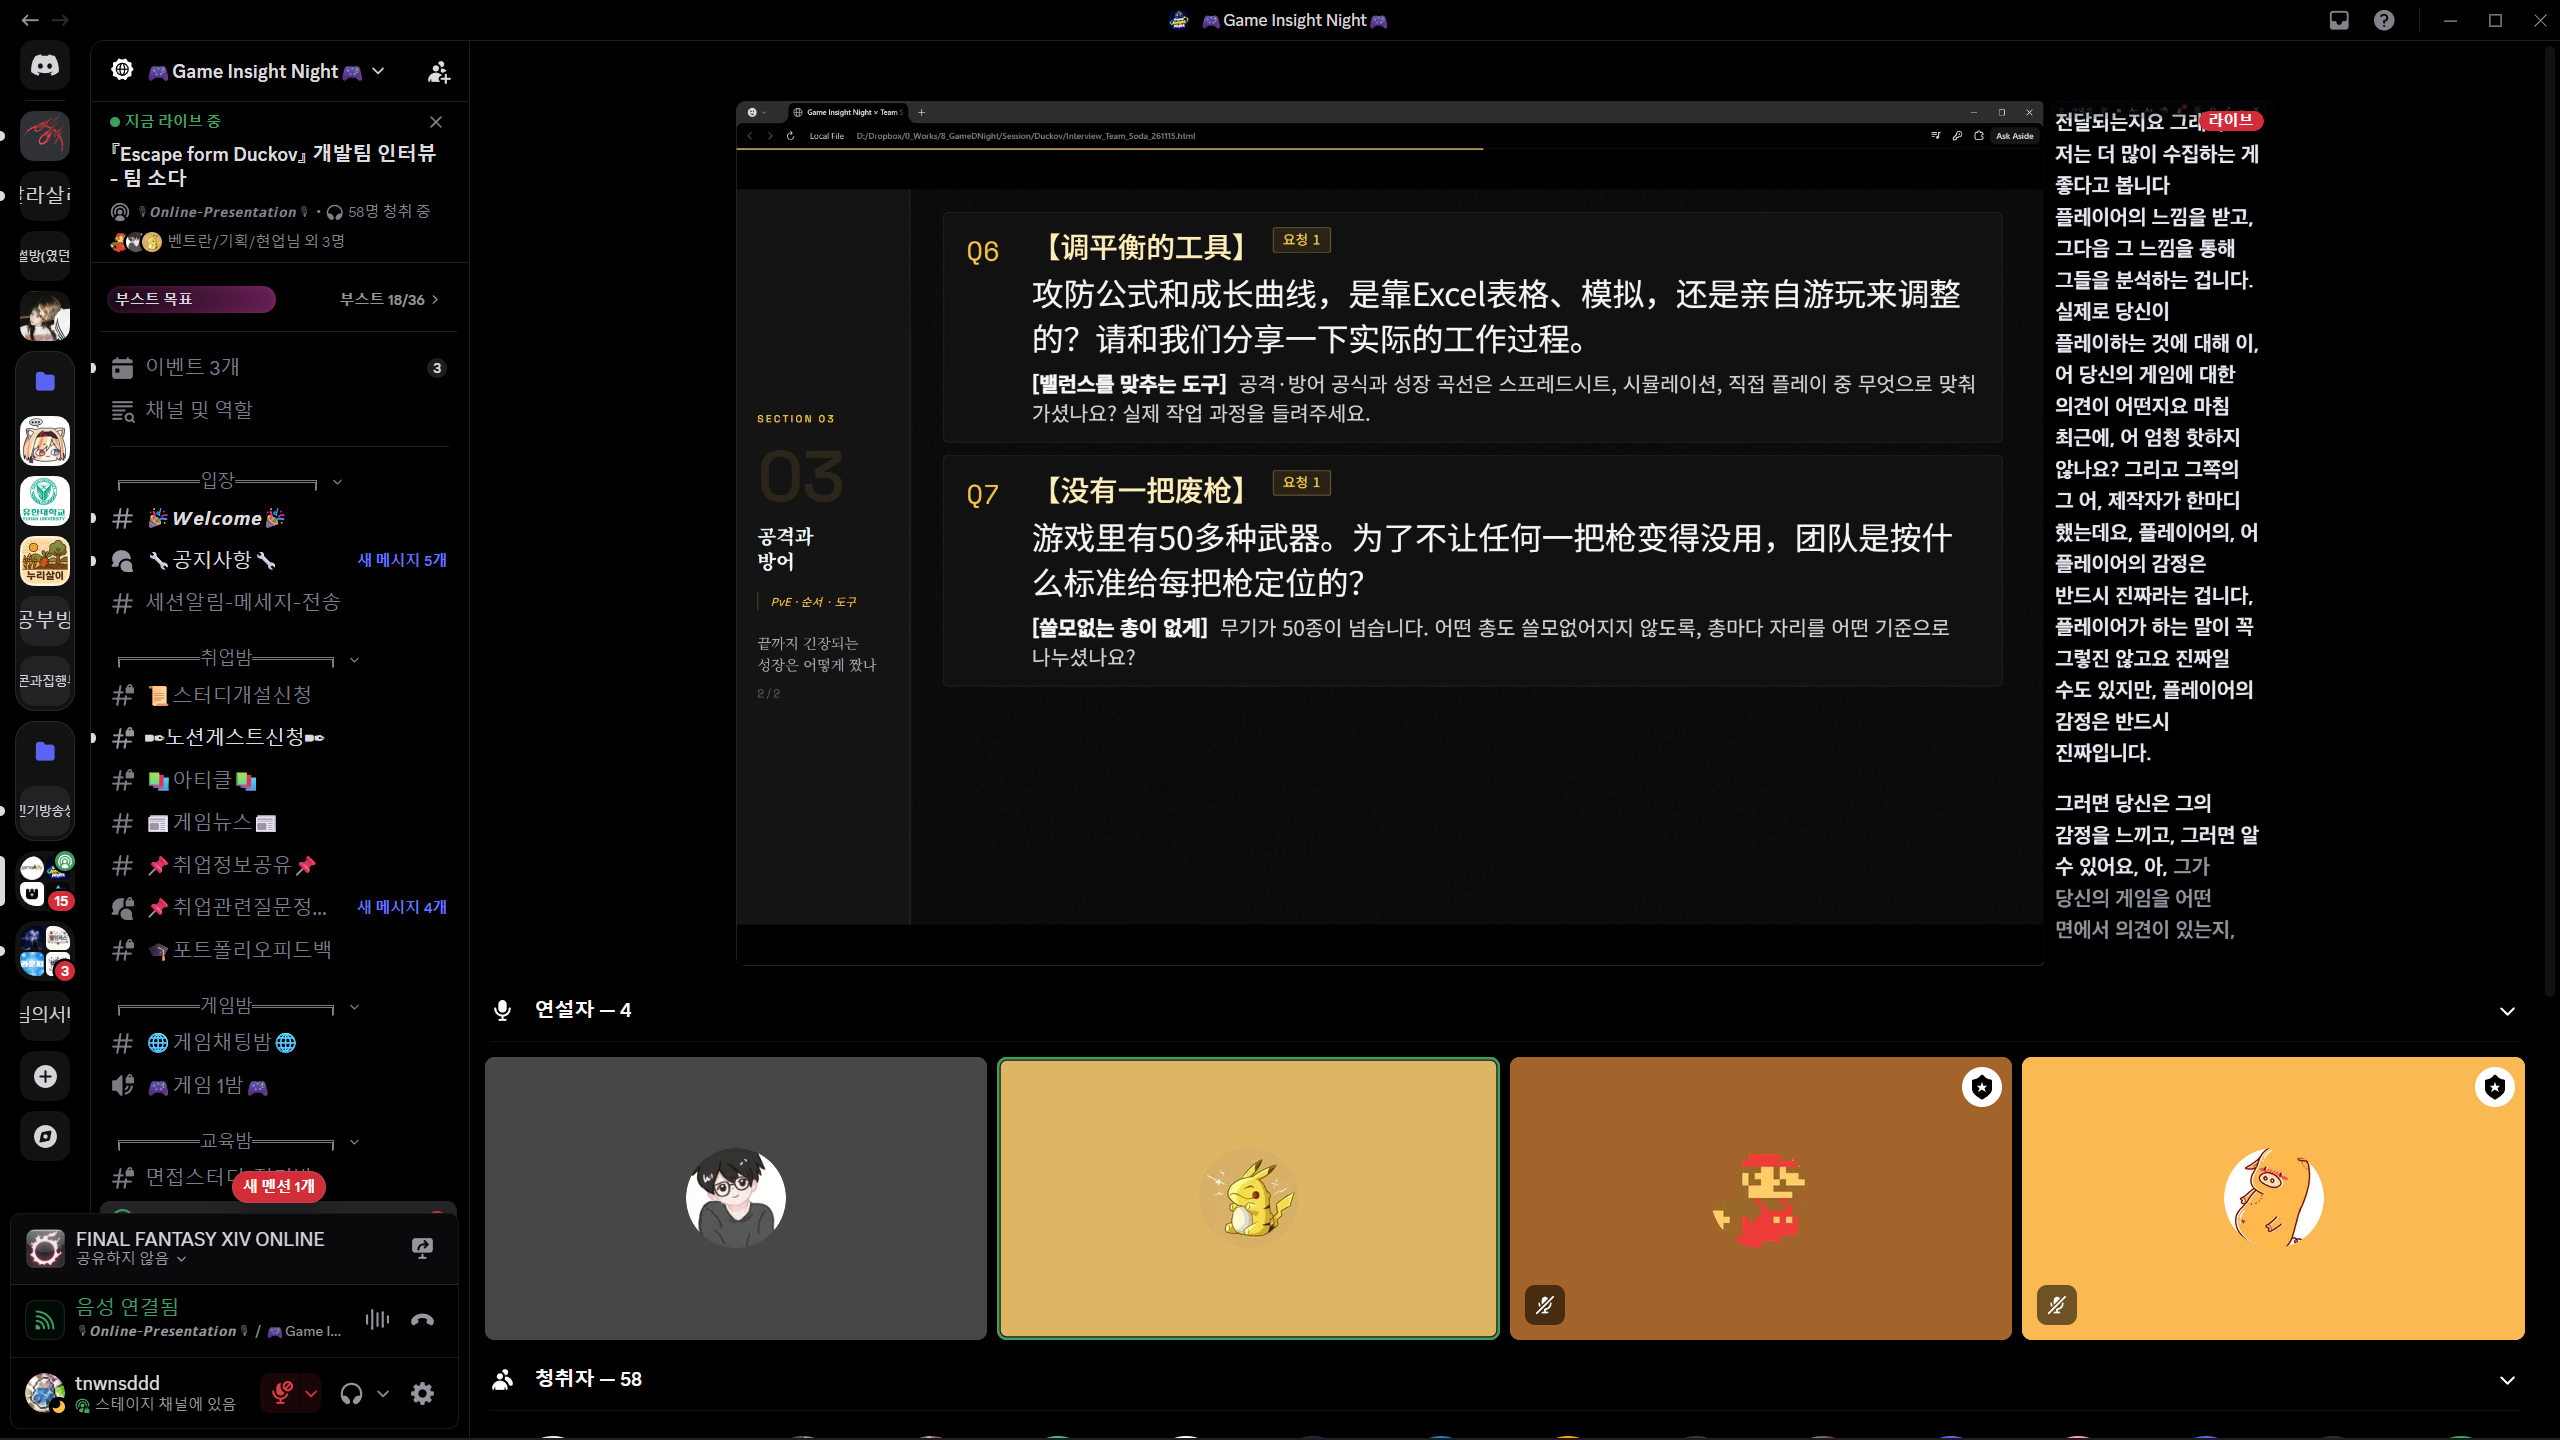 Game Insight Night
Game Insight Night
지금 라이브 중
『Escape form Duckov』 개발팀 인터뷰
- 팀 소다
Online-Presentation • 58명 청취 중
벤트란/기획/현업님 외 3명
부스트 목표
부스트 18/36
이벤트 3개
3
채널 및 역할
입장
Welcome
공지사항
새 메시지 5개
세션알림-메세지-전송
취업밤
스터디개설신청
노션게스트신청
아티클
게임뉴스
취업정보공유
취업관련질문정...
새 메시지 4개
포트폴리오피드백
게임밤
게임채팅밤
게임 1밤
교육밤
면접스터디
새 멘션 1개
FINAL FANTASY XIV ONLINE
공유하지 않음
음성 연결됨
Online-Presentation / Game I...
tnwnsddd
스테이지 채널에 있음
유한대학교
YUHAN UNIVERSITY
누리살이
공부방
15
3
Game Insight Night × Team S
Local File
D:/Dropbox/0_Works/8_GameDNight/Session/Duckov/Interview_Team_Soda_261115.html
Ask Aside
SECTION 03
03
공격과
방어
PvE · 순서 · 도구
끝까지 긴장되는
성장은 어떻게 짰나
2/2
Q6
【调平衡的工具】
요청 1
攻防公式和成长曲线，是靠Excel表格、模拟，还是亲自游玩来调整
的？请和我们分享一下实际的工作过程。
[밸런스를 맞추는 도구] 공격·방어 공식과 성장 곡선은 스프레드시트, 시뮬레이션, 직접 플레이 중 무엇으로 맞춰
가셨나요? 실제 작업 과정을 들려주세요.
Q7
【没有一把废枪】
요청 1
游戏里有50多种武器。为了不让任何一把枪变得没用，团队是按什
么标准给每把枪定位的？
[쓸모없는 총이 없게] 무기가 50종이 넘습니다. 어떤 총도 쓸모없어지지 않도록, 총마다 자리를 어떤 기준으로
나누셨나요?
라이브
전달되는지요
저는 더 많이 수집하는 게
좋다고 봅니다
플레이어의 느낌을 받고,
그다음 그 느낌을 통해
그들을 분석하는 겁니다.
실제로 당신이
플레이하는 것에 대해 이,
어 당신의 게임에 대한
의견이 어떤지요 마침
최근에, 어 엄청 핫하지
않나요? 그리고 그쪽의
그 어, 제작자가 한마디
했는데요, 플레이어의, 어
플레이어의 감정은
반드시 진짜라는 겁니다,
플레이어가 하는 말이 꼭
그렇진 않고요 진짜일
수도 있지만, 플레이어의
감정은 반드시
진짜입니다.
그러면 당신은 그의
감정을 느끼고, 그러면 알
수 있어요, 아, 그가
당신의 게임을 어떤
면에서 의견이 있는지,
연설자 — 4
청취자 — 58